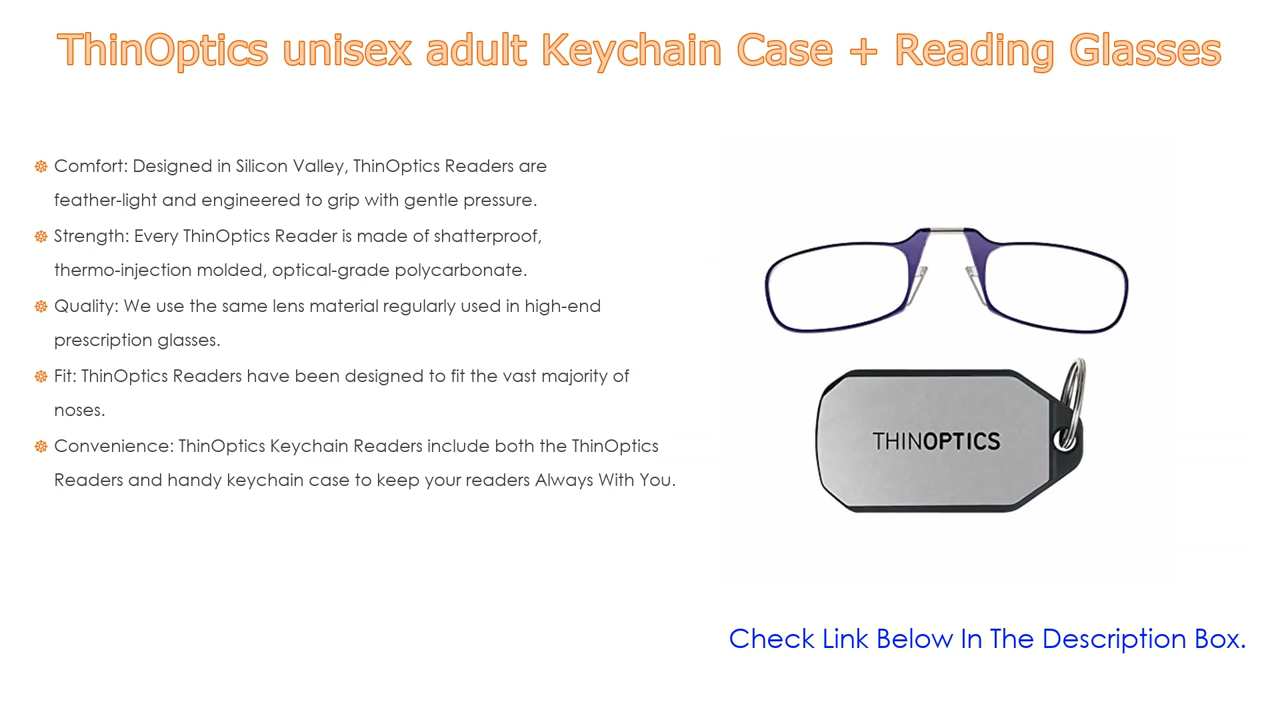 ThinOptics unisex adult Keychain Case + Reading Glasses
Comfort: Designed in Silicon Valley, ThinOptics Readers are
feather-light and engineered to grip with gentle pressure.
Strength: Every ThinOptics Reader is made of shatterproof,
thermo-injection molded, optical-grade polycarbonate.
Quality: We use the same lens material regularly used in high-end
prescription glasses.
Fit: ThinOptics Readers have been designed to fit the vast majority of
noses.
Convenience: ThinOptics Keychain Readers include both the ThinOptics
Readers and handy keychain case to keep your readers Always With You.
THINOPTICS
Check Link Below In The Description Box.